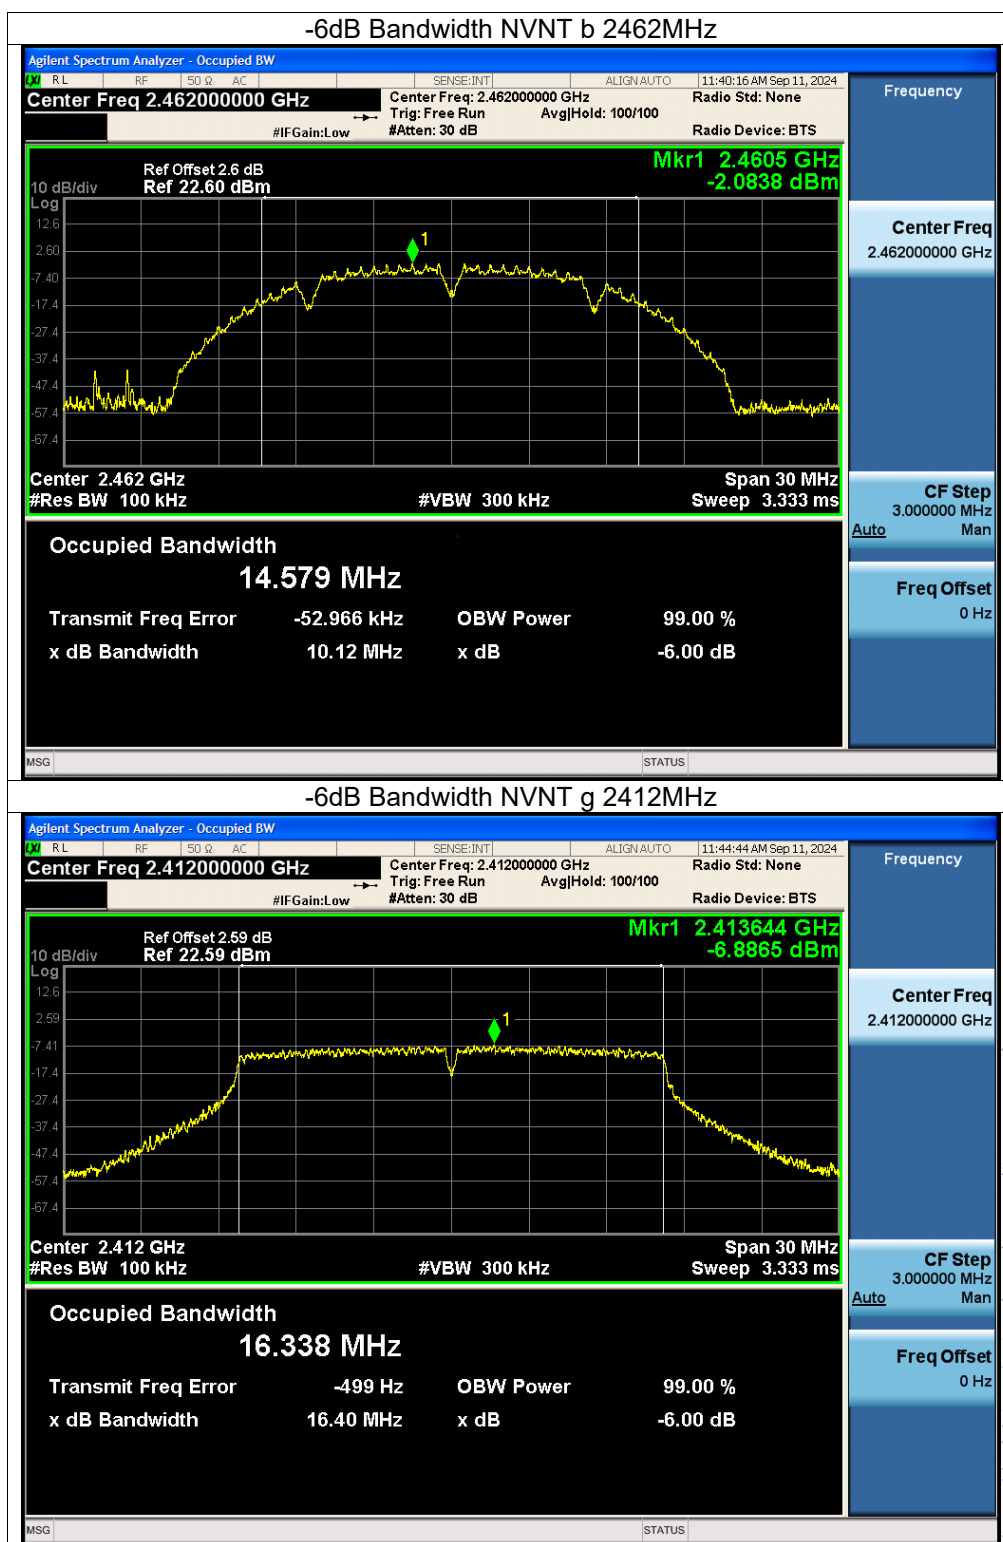 -6dB Bandwidth NVNT b 2462MHz
Agilent Spectrum Analyzer - Occupied BW
LXI RL RF 50 Ω AC SENSE:INT ALIGN AUTO 11:40:16 AM Sep 11, 2024
Center Freq 2.462000000 GHz
Center Freq: 2.462000000 GHz
Radio Std: None
Trig: Free Run Avg|Hold: 100/100
#IFGain:Low #Atten: 30 dB Radio Device: BTS
Frequency
Mkr1 2.4605 GHz
-2.0838 dBm
Ref Offset 2.6 dB
10 dB/div Ref 22.60 dBm
Log
12.6
2.60
-7.40
-17.4
-27.4
-37.4
-47.4
-57.4
-67.4
1
Center 2.462 GHz Span 30 MHz
#Res BW 100 kHz #VBW 300 kHz Sweep 3.333 ms
Center Freq
2.462000000 GHz
CF Step
3.000000 MHz
Auto Man
Freq Offset
0 Hz
Occupied Bandwidth
14.579 MHz
Transmit Freq Error -52.966 kHz OBW Power 99.00 %
x dB Bandwidth 10.12 MHz x dB -6.00 dB
MSG STATUS
-6dB Bandwidth NVNT g 2412MHz
Agilent Spectrum Analyzer - Occupied BW
LXI RL RF 50 Ω AC SENSE:INT ALIGN AUTO 11:44:44 AM Sep 11, 2024
Center Freq 2.412000000 GHz
Center Freq: 2.412000000 GHz
Radio Std: None
Trig: Free Run Avg|Hold: 100/100
#IFGain:Low #Atten: 30 dB Radio Device: BTS
Frequency
Mkr1 2.413644 GHz
-6.8865 dBm
Ref Offset 2.59 dB
10 dB/div Ref 22.59 dBm
Log
12.6
2.59
-7.41
-17.4
-27.4
-37.4
-47.4
-57.4
-67.4
1
Center 2.412 GHz Span 30 MHz
#Res BW 100 kHz #VBW 300 kHz Sweep 3.333 ms
Center Freq
2.412000000 GHz
CF Step
3.000000 MHz
Auto Man
Freq Offset
0 Hz
Occupied Bandwidth
16.338 MHz
Transmit Freq Error -499 Hz OBW Power 99.00 %
x dB Bandwidth 16.40 MHz x dB -6.00 dB
MSG STATUS